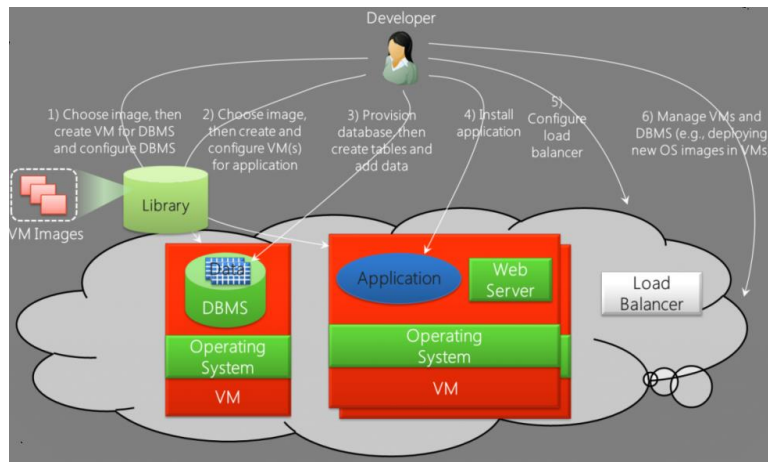 Developer
1) Choose image, then
create VM for DBMS
and configure DBMS
2) Choose image,
then create and
configure VM(s)
for application
3) Provision
database, then
create tables and
add data
4) Install
application
5)
Configure
load
balancer
6) Manage VMs and
DBMS (e.g., deploying
new OS images in VMs
Library
VM Images
Data
DBMS
Operating
System
VM
Application
Web
Server
Operating
System
VM
Load
Balancer